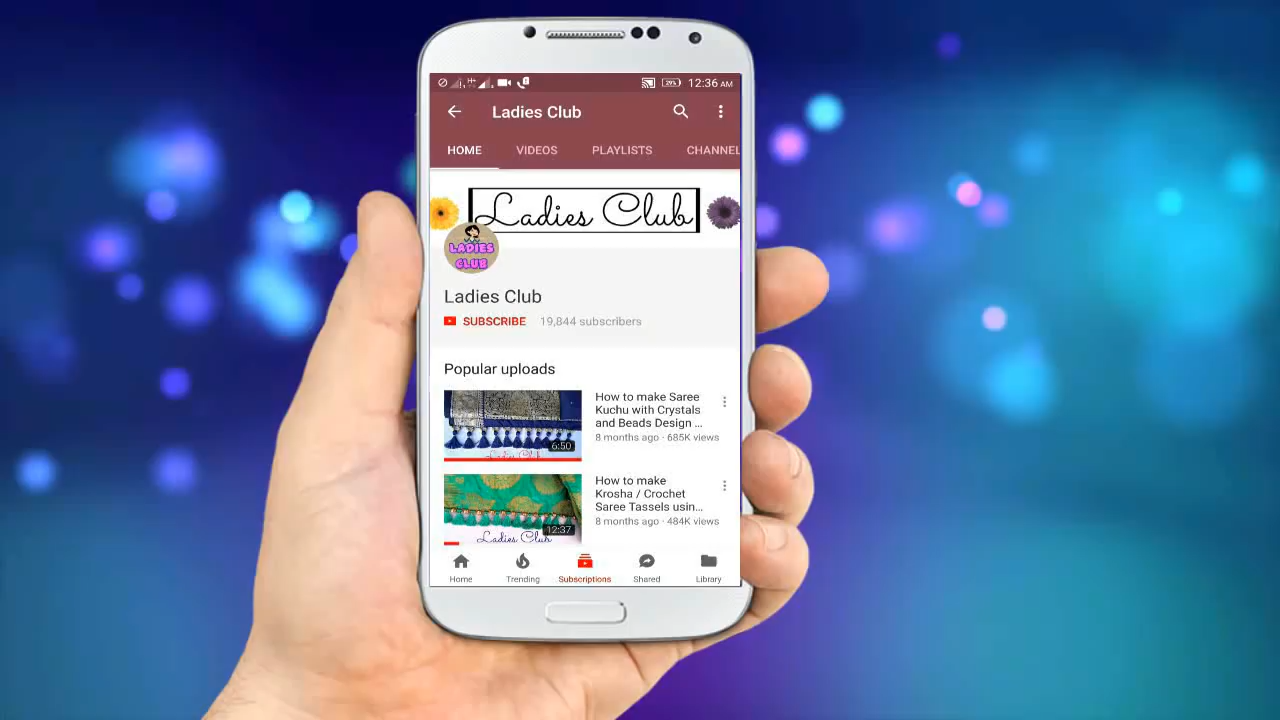 H+
29% 12:36 AM
Ladies Club
HOME VIDEOS PLAYLISTS CHANNEL
Ladies Club
LADIES
CLUB
Ladies Club
SUBSCRIBE 19,844 subscribers
Popular uploads
How to make Saree
Kuchu with Crystals
and Beads Design ...
8 months ago · 685K views
6:50
Ladies Club
How to make
Krosha / Crochet
Saree Tassels usin...
8 months ago · 484K views
12:37
Ladies Club
Home Trending Subscriptions Shared Library